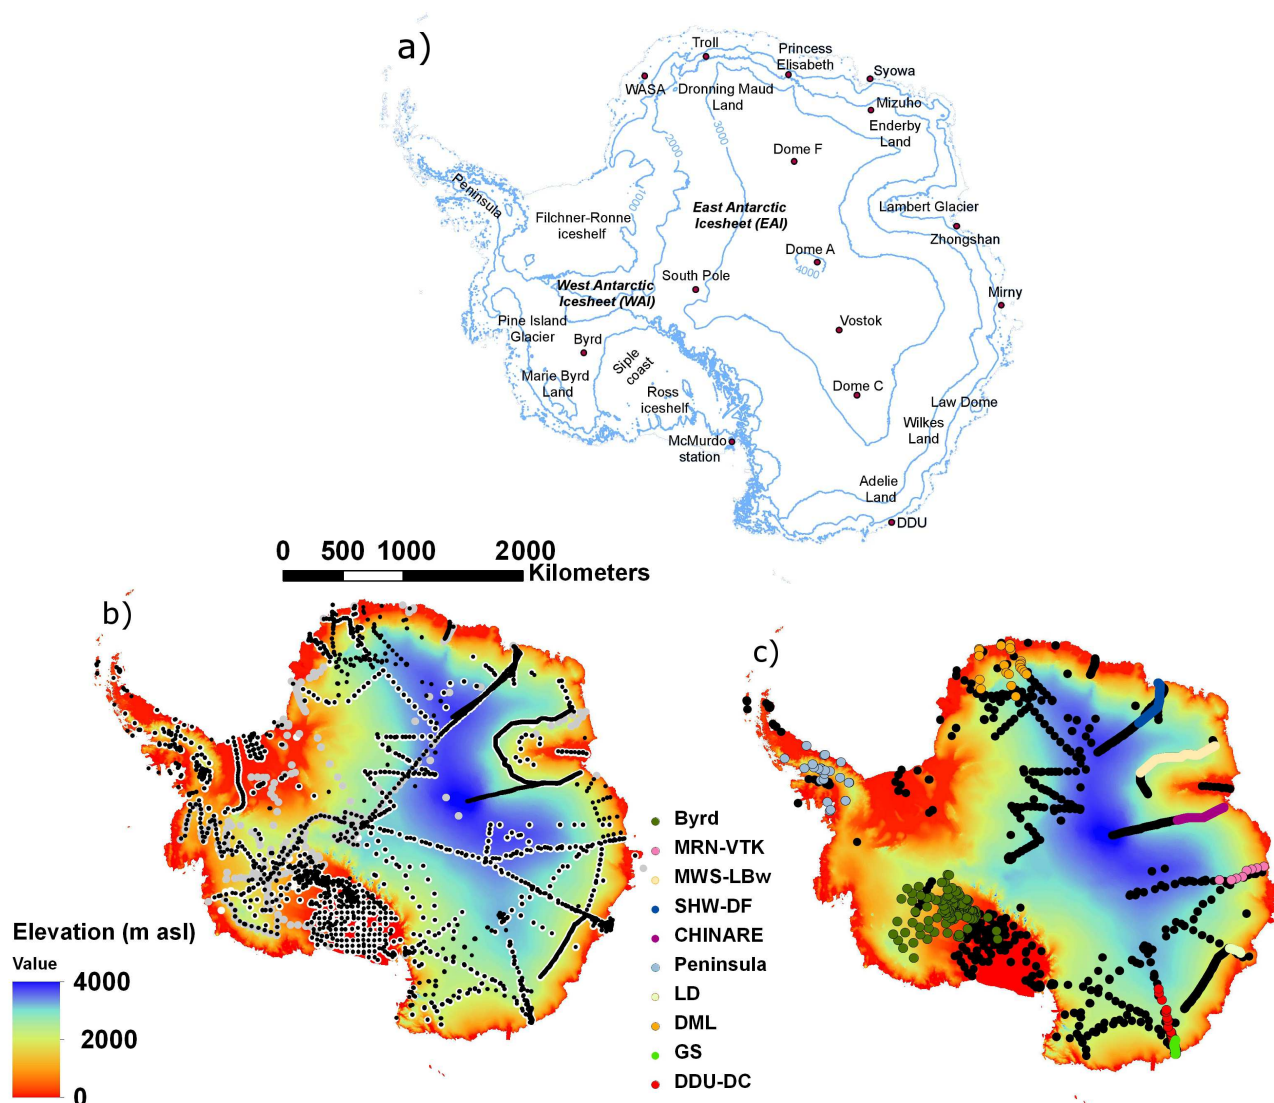 a)
Troll
Princess
Elisabeth
Syowa
WASA
Dronning Maud
Land
Mizuho
Enderby
Land
3000
2000
1000
Dome F
Peninsula
Filchner-Ronne
iceshelf
East Antarctic
Icesheet (EAI)
Lambert Glacier
Zhongshan
Dome A
4000
South Pole
West Antarctic
Icesheet (WAI)
Mirny
Pine Island
Glacier
Byrd
Vostok
Siple
coast
Marie Byrd
Land
Ross
iceshelf
Dome C
Law Dome
Wilkes
Land
McMurdo
station
Adelie
Land
DDU
0 500 1000 2000
Kilometers
b)
c)
Elevation (m asl)
Value
4000
2000
0
Byrd
MRN-VTK
MWS-LBw
SHW-DF
CHINARE
Peninsula
LD
DML
GS
DDU-DC